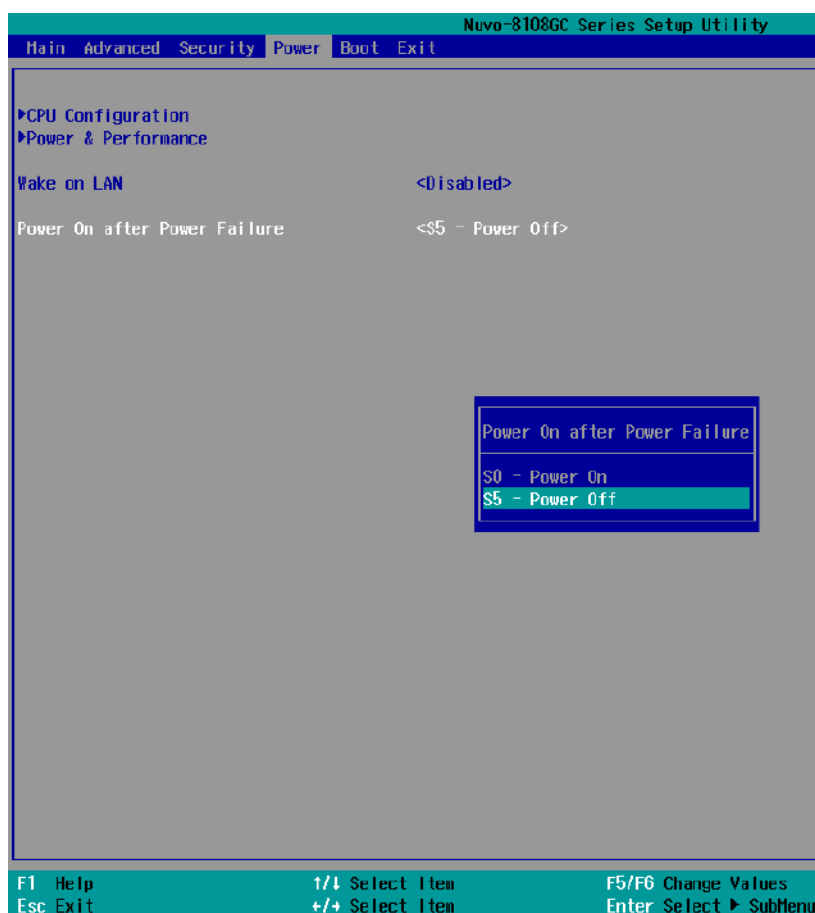 Nuvo-8108GC Series Setup Utility
Main Advanced Security Power Boot Exit
▶CPU Configuration
▶Power & Performance
Wake on LAN <Disabled>
Power On after Power Failure <S5 - Power Off>
Power On after Power Failure
S0 - Power On
S5 - Power Off
F1 Help ↑/↓ Select Item F5/F6 Change Values
Esc Exit ←/→ Select Item Enter Select ▶ SubMenu